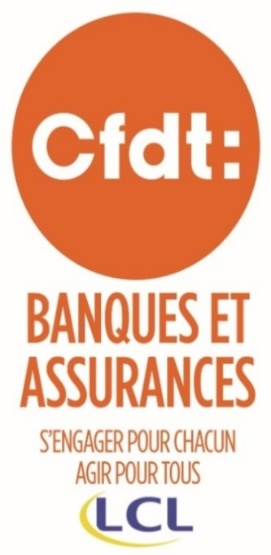 Cfdt:
BANQUES ET
ASSURANCES
S'ENGAGER POUR CHACUN
AGIR POUR TOUS
LCL